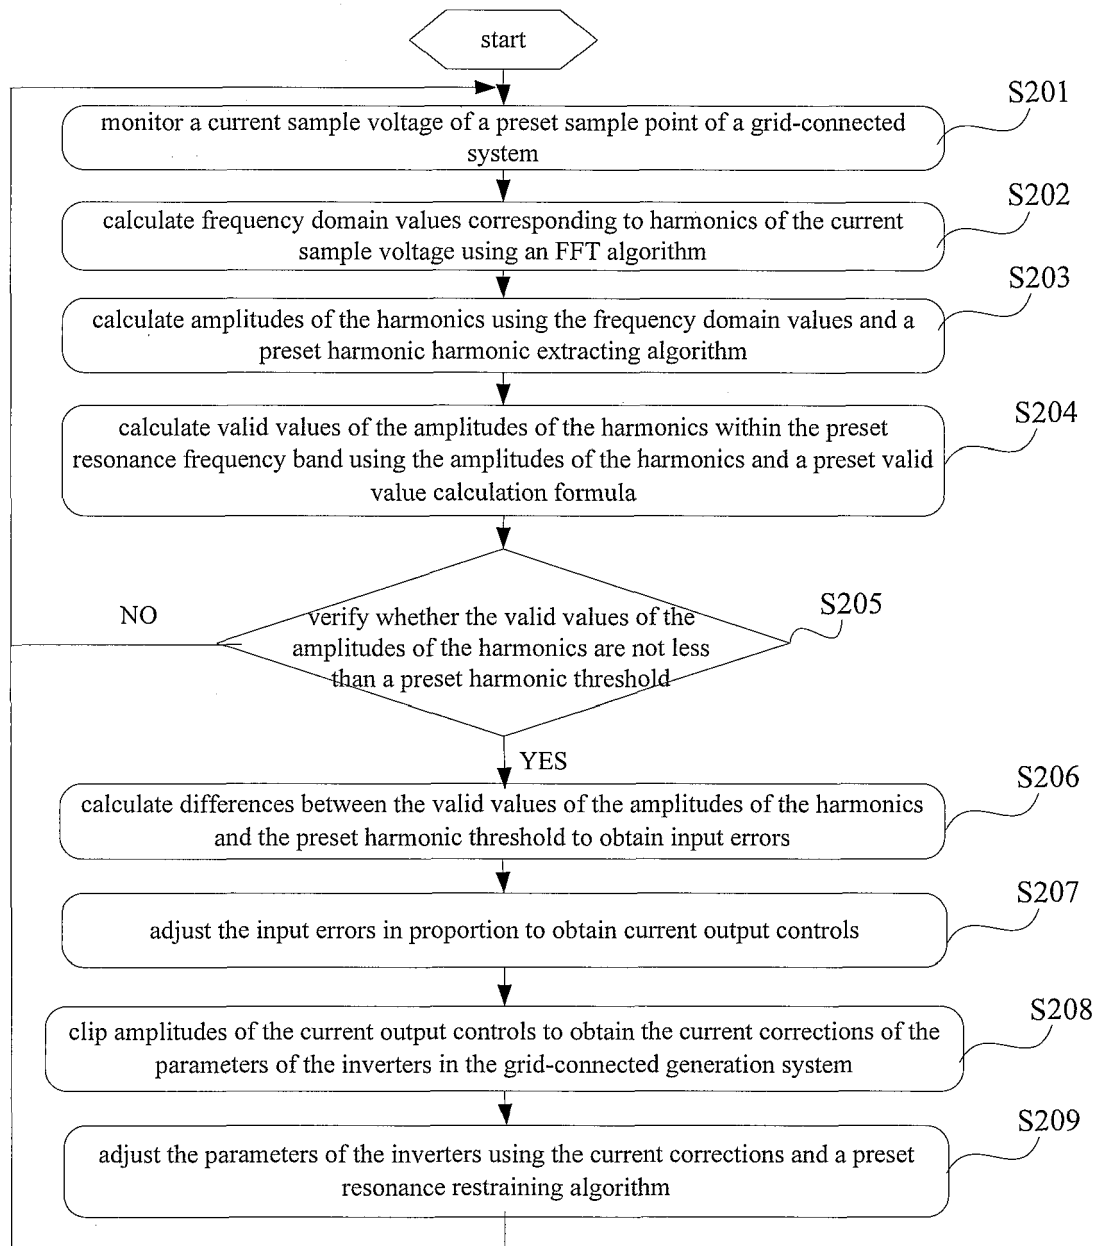 start
S201
monitor a current sample voltage of a preset sample point of a grid-connected
system
S202
calculate frequency domain values corresponding to harmonics of the current
sample voltage using an FFT algorithm
S203
calculate amplitudes of the harmonics using the frequency domain values and a
preset harmonic harmonic extracting algorithm
S204
calculate valid values of the amplitudes of the harmonics within the preset
resonance frequency band using the amplitudes of the harmonics and a preset valid
value calculation formula
NO
S205
verify whether the valid values of the
amplitudes of the harmonics are not less
than a preset harmonic threshold
YES
S206
calculate differences between the valid values of the amplitudes of the harmonics
and the preset harmonic threshold to obtain input errors
S207
adjust the input errors in proportion to obtain current output controls
S208
clip amplitudes of the current output controls to obtain the current corrections of the
parameters of the inverters in the grid-connected generation system
S209
adjust the parameters of the inverters using the current corrections and a preset
resonance restraining algorithm